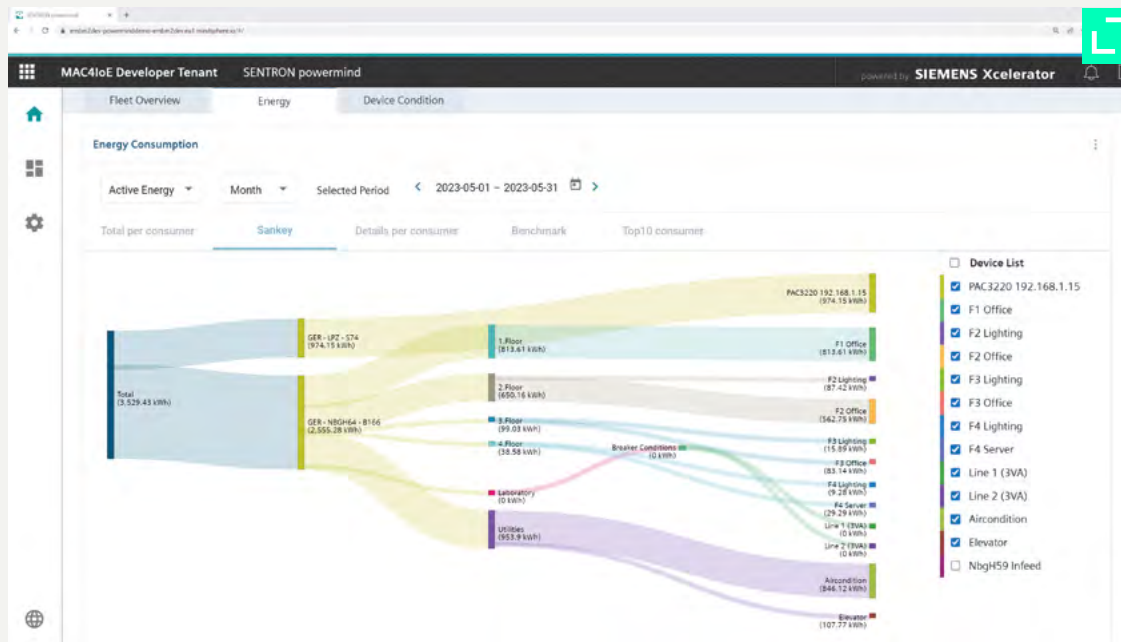 SENTRON powermind
MAC4IoE Developer Tenant
SENTRON powermind
powered by SIEMENS Xcelerator
Fleet Overview
Energy
Device Condition
Energy Consumption
Active Energy
Month
Selected Period
2023-05-01 - 2023-05-31
Total per consumer
Sankey
Details per consumer
Benchmark
Top10 consumer
Total
(3,529.43 kWh)
GER - LPZ - S74
(974.15 kWh)
GER - NBGH64 - B166
(2,555.28 kWh)
1.Floor
(813.61 kWh)
2.Floor
(650.16 kWh)
3.Floor
(99.03 kWh)
4.Floor
(38.58 kWh)
Laboratory
(0 kWh)
Utilities
(953.9 kWh)
Breaker Conditions
(0 kWh)
PAC3220 192.168.1.15
(974.15 kWh)
F1 Office
(813.61 kWh)
F2 Lighting
(87.42 kWh)
F2 Office
(562.75 kWh)
F3 Lighting
(15.89 kWh)
F3 Office
(83.14 kWh)
F4 Lighting
(9.28 kWh)
F4 Server
(29.29 kWh)
Line 1 (3VA)
(0 kWh)
Line 2 (3VA)
(0 kWh)
Aircondition
(846.12 kWh)
Elevator
(107.77 kWh)
Device List
PAC3220 192.168.1.15
F1 Office
F2 Lighting
F2 Office
F3 Lighting
F3 Office
F4 Lighting
F4 Server
Line 1 (3VA)
Line 2 (3VA)
Aircondition
Elevator
NbgH59 Infeed